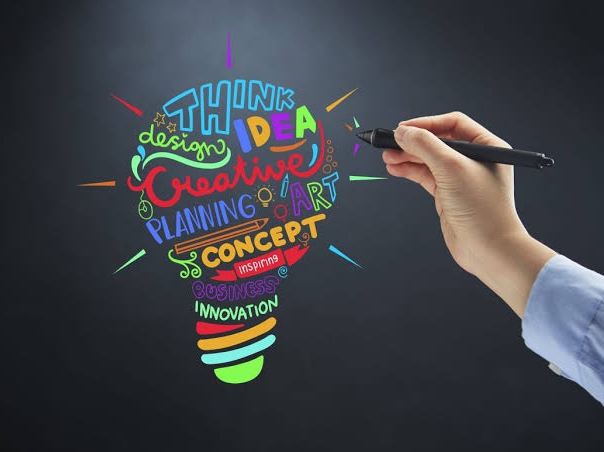 THINK
design IDEA
Creative
PLANNING ART
CONCEPT
inspiring
BUSINESS
INNOVATION